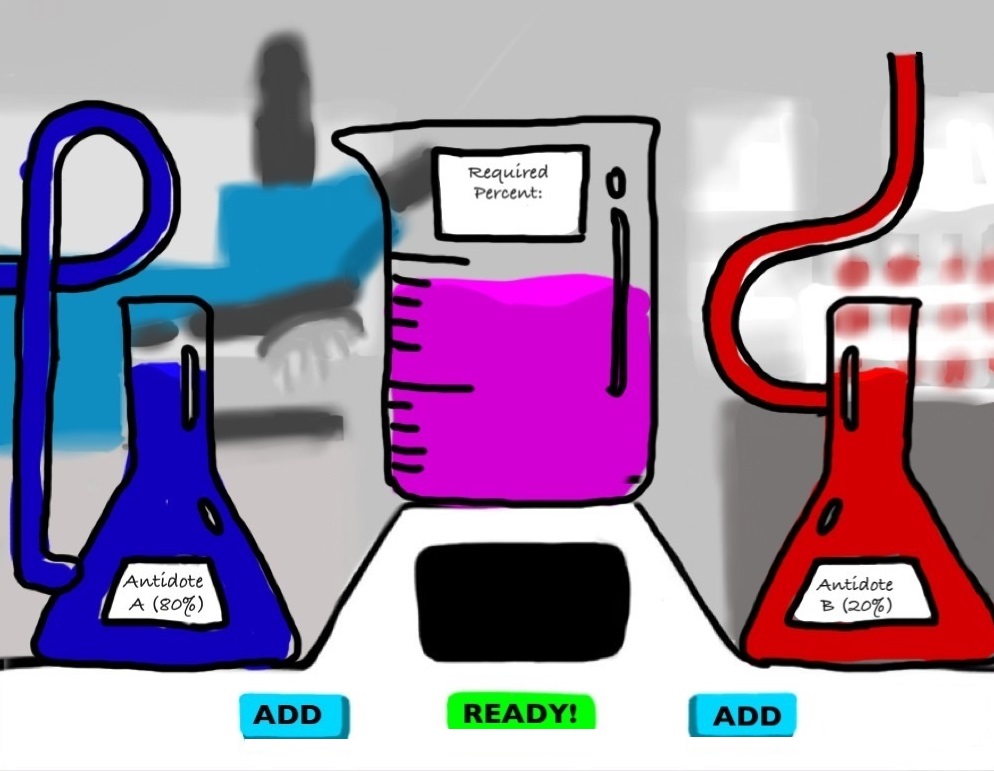 Required
Percent:
Antidote
A (80%)
Antidote
B (20%)
ADD
READY!
ADD